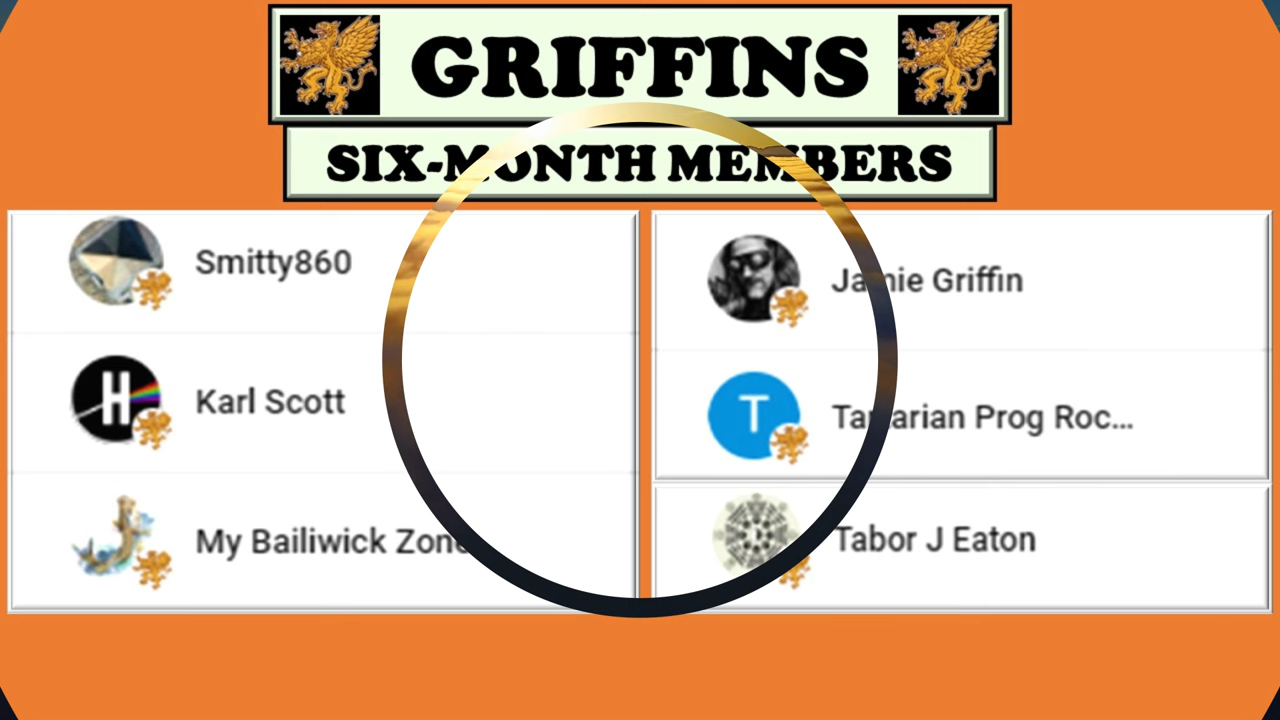 GRIFFINS
SIX-MONTH MEMBERS
Smitty860
Karl Scott
H
My Bailiwick Zone
Jamie Griffin
T
Tartarian Prog Roc...
Tabor J Eaton